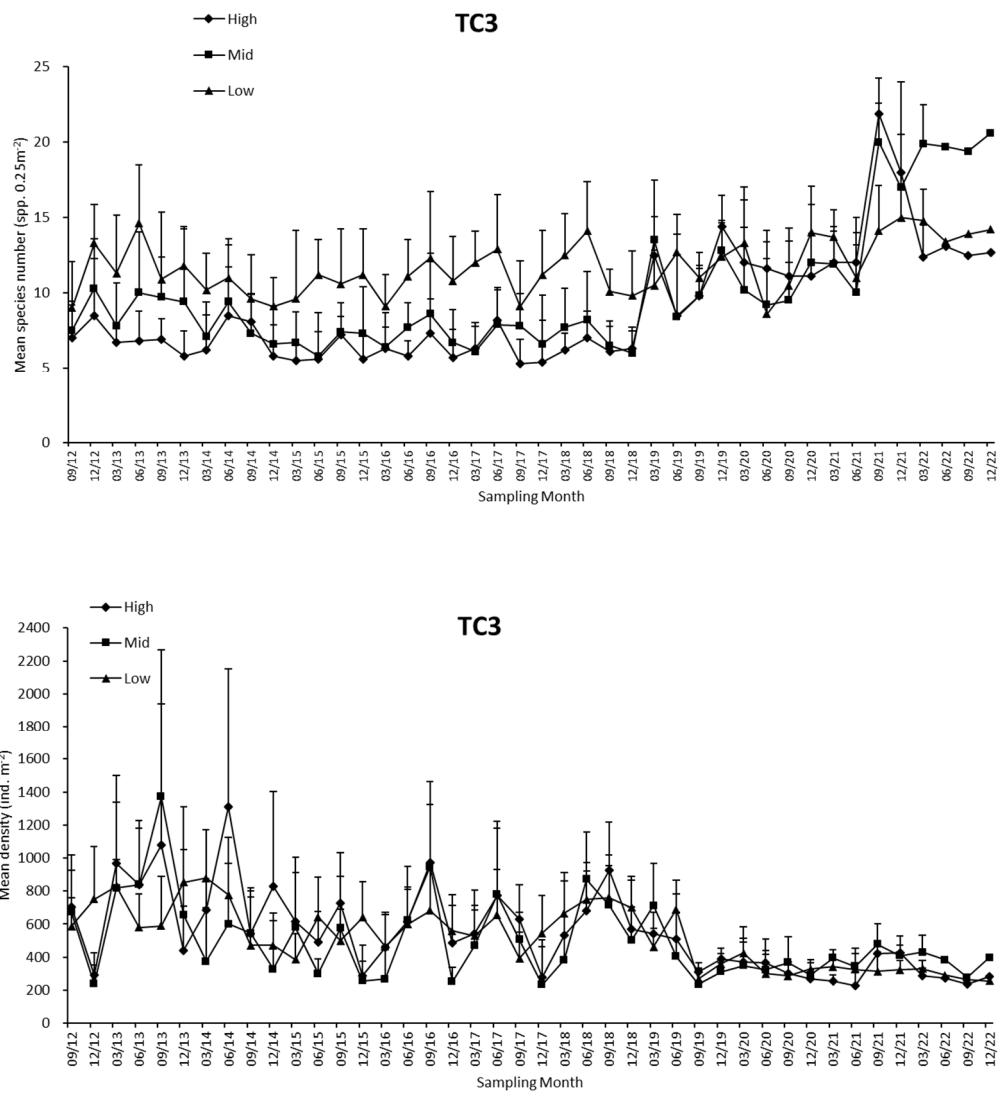 TC3
High
Mid
Low
Mean species number (spp. 0.25m⁻²)
25
20
15
10
5
0
09/12 12/12 03/13 06/13 09/13 12/13 03/14 06/14 09/14 12/14 03/15 06/15 09/15 12/15 03/16 06/16 09/16 12/16 03/17 06/17 09/17 12/17 03/18 06/18 09/18 12/18 03/19 06/19 09/19 12/19 03/20 06/20 09/20 12/20 03/21 06/21 09/21 12/21 03/22 06/22 09/22 12/22
Sampling Month
TC3
High
Mid
Low
Mean density (ind. m⁻²)
2400
2200
2000
1800
1600
1400
1200
1000
800
600
400
200
0
09/12 12/12 03/13 06/13 09/13 12/13 03/14 06/14 09/14 12/14 03/15 06/15 09/15 12/15 03/16 06/16 09/16 12/16 03/17 06/17 09/17 12/17 03/18 06/18 09/18 12/18 03/19 06/19 09/19 12/19 03/20 06/20 09/20 12/20 03/21 06/21 09/21 12/21 03/22 06/22 09/22 12/22
Sampling Month